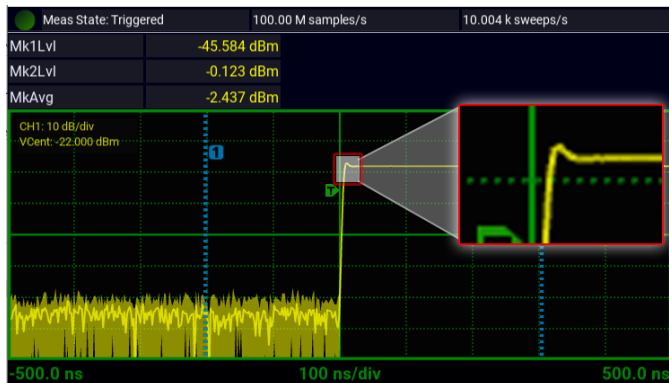 Meas State: Triggered 100.00 M samples/s 10.004 k sweeps/s
Mk1Lvl -45.584 dBm
Mk2Lvl -0.123 dBm
MkAvg -2.437 dBm
CH1: 10 dB/div
VCent: -22.000 dBm
1
T
-500.0 ns 100 ns/div 500.0 ns